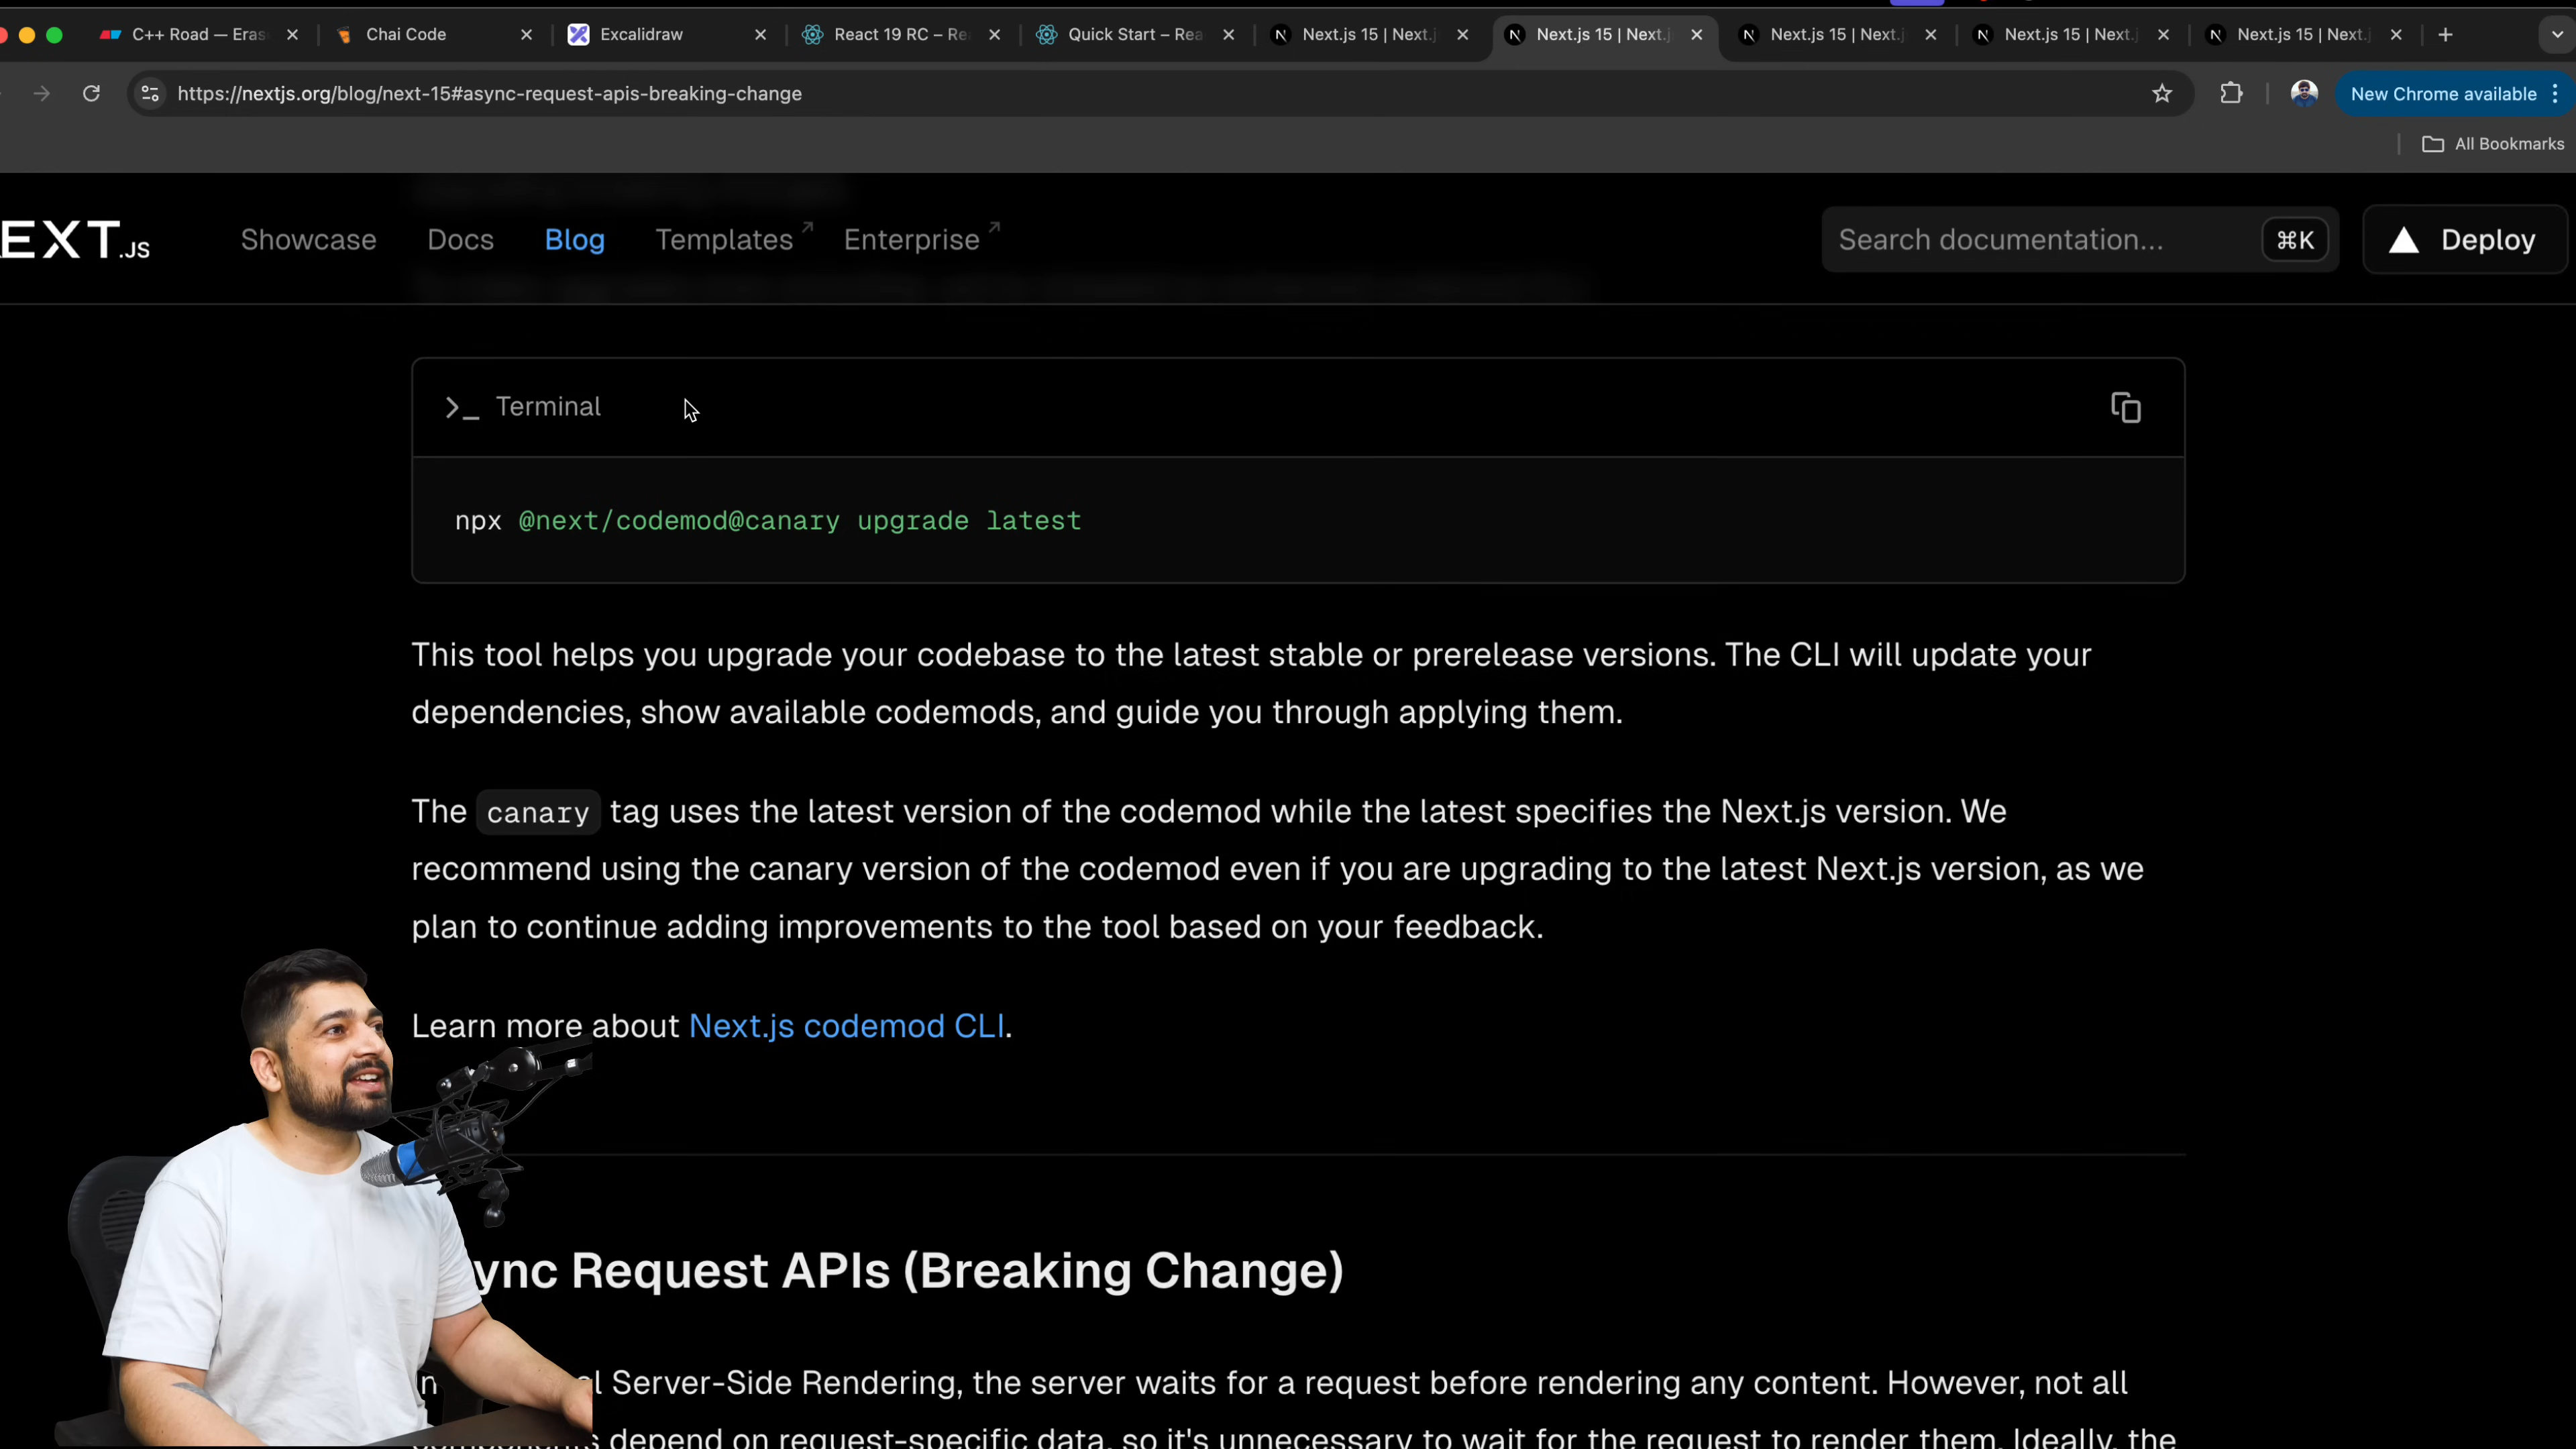 C++ Road — Eras
Chai Code
Excalidraw
React 19 RC – Re
Quick Start – Rea
Next.js 15 | Next.j
Next.js 15 | Next.j
Next.js 15 | Next.j
Next.js 15 | Next.j
Next.js 15 | Next.j
https://nextjs.org/blog/next-15#async-request-apis-breaking-change
New Chrome available
All Bookmarks
EXT.JS
Showcase
Docs
Blog
Templates
Enterprise
Search documentation...
⌘K
Deploy
>_ Terminal
npx @next/codemod@canary upgrade latest
This tool helps you upgrade your codebase to the latest stable or prerelease versions. The CLI will update your
dependencies, show available codemods, and guide you through applying them.
The canary tag uses the latest version of the codemod while the latest specifies the Next.js version. We
recommend using the canary version of the codemod even if you are upgrading to the latest Next.js version, as we
plan to continue adding improvements to the tool based on your feedback.
Learn more about Next.js codemod CLI.
ync Request APIs (Breaking Change)
In l Server-Side Rendering, the server waits for a request before rendering any content. However, not all
depend on request-specific data, so it's unnecessary to wait for the request to render them. Ideally, the